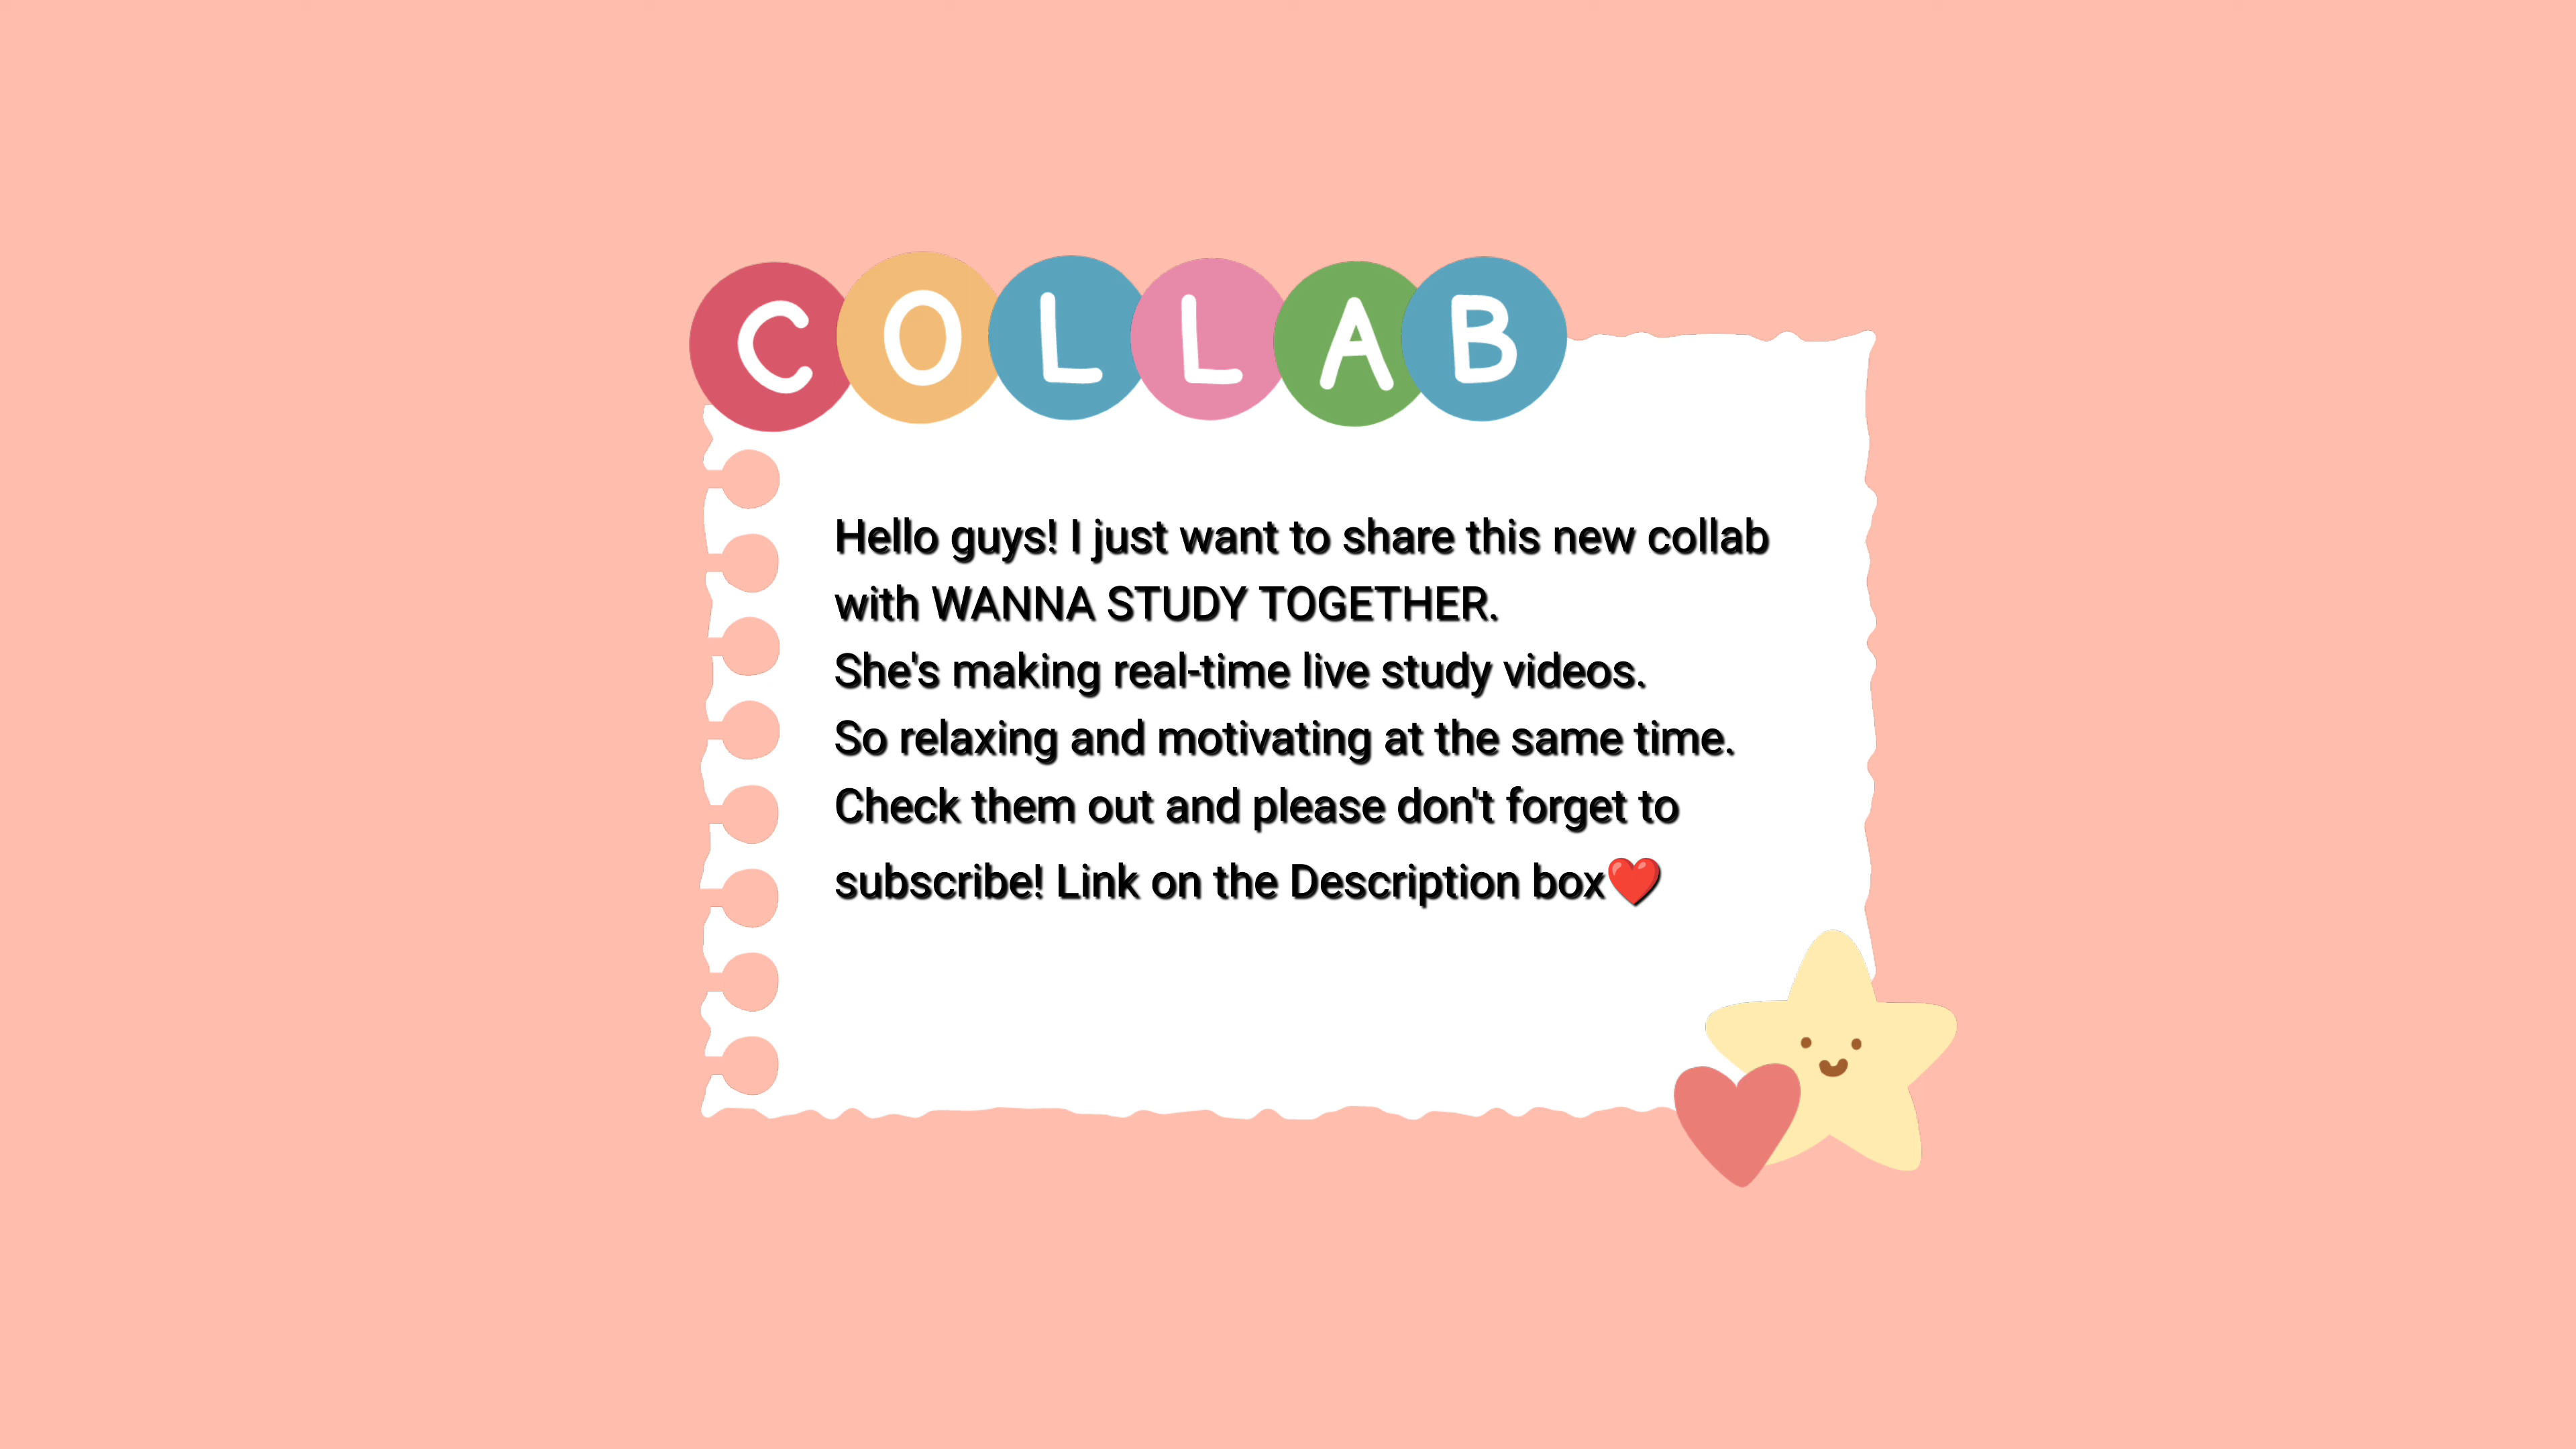 COLLAB
Hello guys! I just want to share this new collab
with WANNA STUDY TOGETHER.
She's making real-time live study videos.
So relaxing and motivating at the same time.
Check them out and please don't forget to
subscribe! Link on the Description box❤️